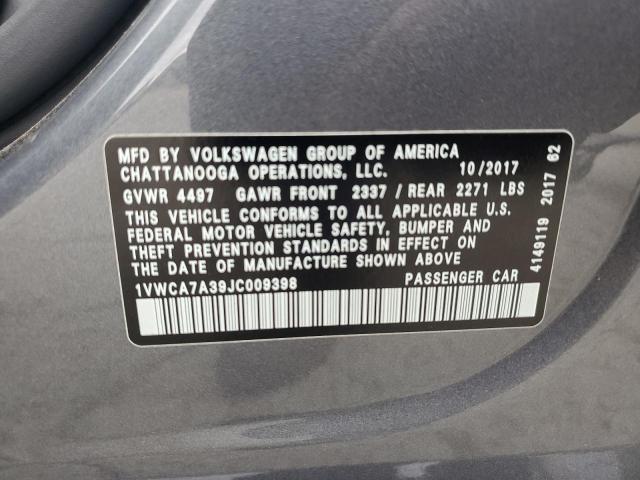 MFD BY VOLKSWAGEN GROUP OF AMERICA
CHATTANOOGA OPERATIONS, LLC. 10/2017
GVWR 4497 GAWR FRONT 2337 / REAR 2271 LBS
THIS VEHICLE CONFORMS TO ALL APPLICABLE U.S.
FEDERAL MOTOR VEHICLE SAFETY, BUMPER AND
THEFT PREVENTION STANDARDS IN EFFECT ON
THE DATE OF MANUFACTURE SHOWN ABOVE
1VWCA7A39JC009398 PASSENGER CAR
4149119 2017 62